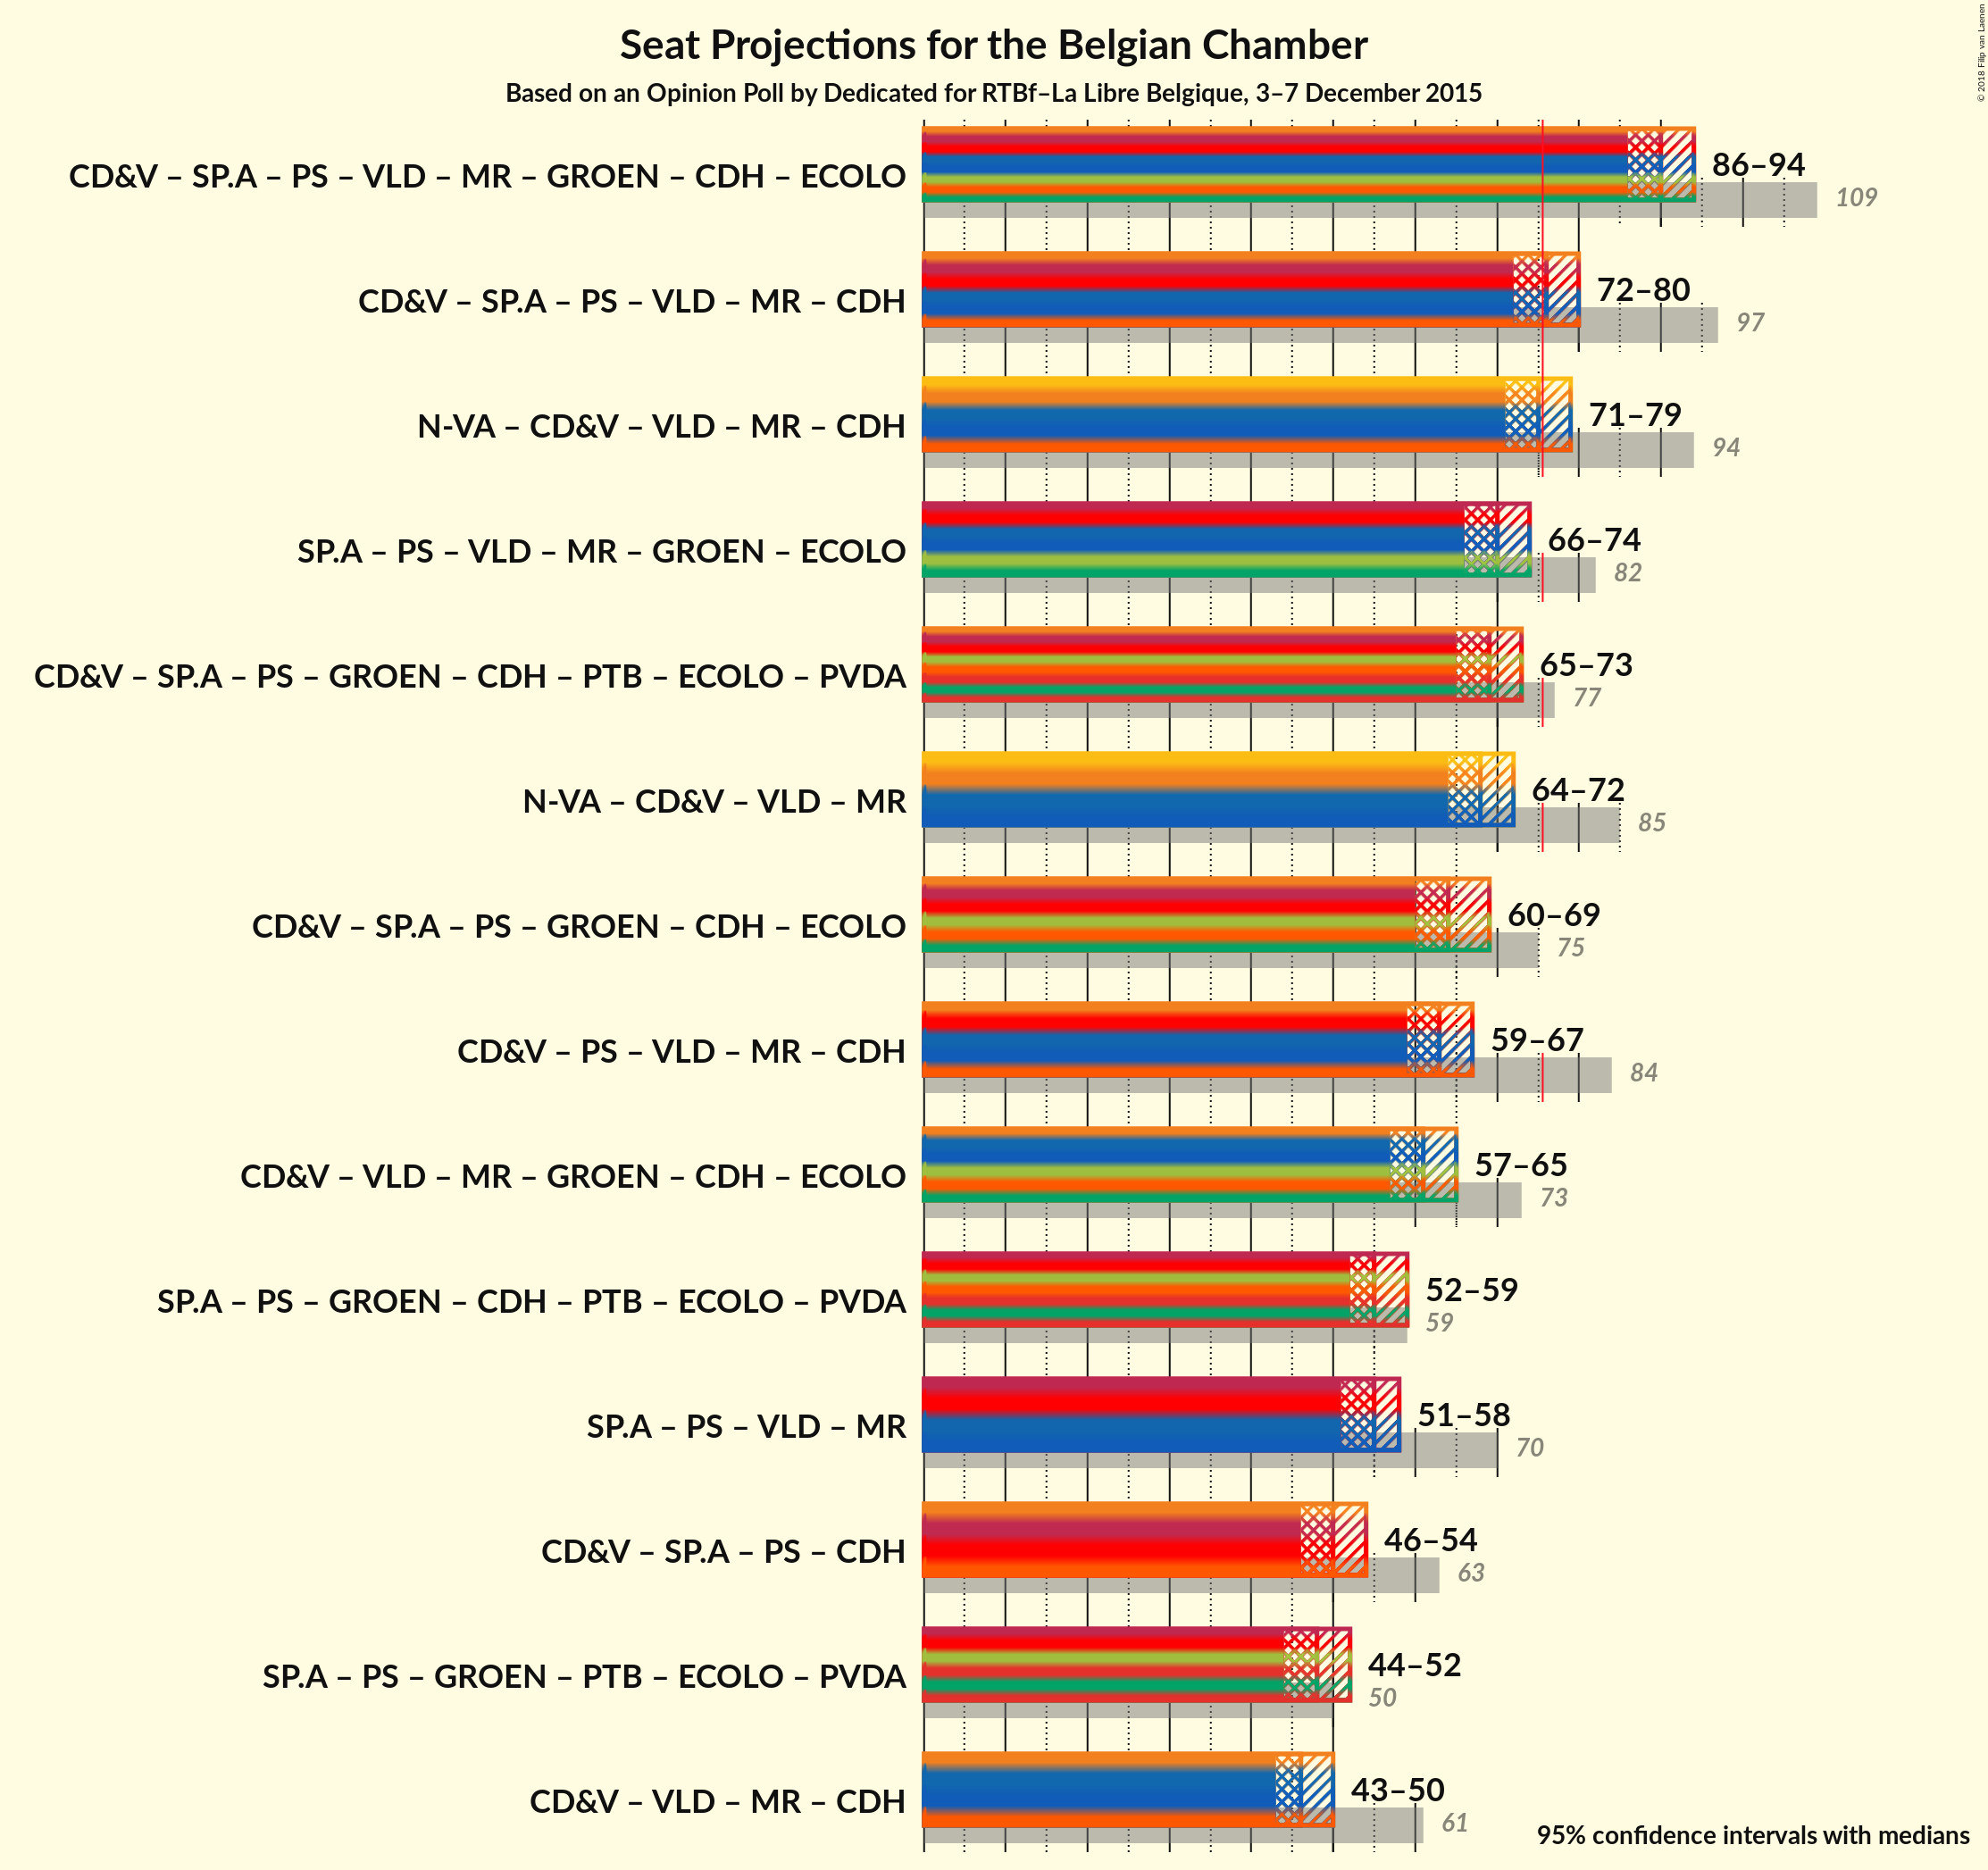 Seat Projections for the Belgian Chamber
Based on an Opinion Poll by Dedicated for RTBf–La Libre Belgique, 3–7 December 2015
© 2018 Filip van Laenen
CD&V – SP.A – PS – VLD – MR – GROEN – CDH – ECOLO
86–94
109
CD&V – SP.A – PS – VLD – MR – CDH
72–80
97
N-VA – CD&V – VLD – MR – CDH
71–79
94
SP.A – PS – VLD – MR – GROEN – ECOLO
66–74
82
CD&V – SP.A – PS – GROEN – CDH – PTB – ECOLO – PVDA
65–73
77
N-VA – CD&V – VLD – MR
64–72
85
CD&V – SP.A – PS – GROEN – CDH – ECOLO
60–69
75
CD&V – PS – VLD – MR – CDH
59–67
84
CD&V – VLD – MR – GROEN – CDH – ECOLO
57–65
73
SP.A – PS – GROEN – CDH – PTB – ECOLO – PVDA
52–59
59
SP.A – PS – VLD – MR
51–58
70
CD&V – SP.A – PS – CDH
46–54
63
SP.A – PS – GROEN – PTB – ECOLO – PVDA
44–52
50
CD&V – VLD – MR – CDH
43–50
61
95% confidence intervals with medians